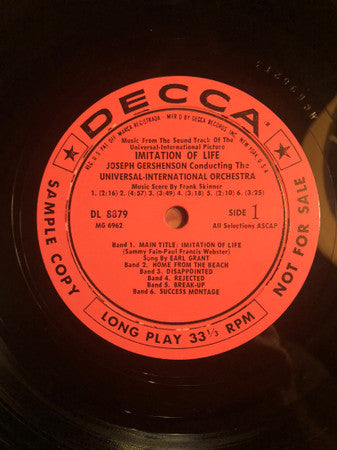 DECCA
REG. U.S. PAT. OFF. MARCA REGISTRADA · MFR'D BY DECCA RECORDS INC., NEW YORK, U.S.A.
Music From The Sound Track Of The
Universal-International Picture
IMITATION OF LIFE
JOSEPH GERSHENSON Conducting The
UNIVERSAL-INTERNATIONAL ORCHESTRA
Music Score By Frank Skinner
1. (2:16) 2. (4:57) 3. (3:49) 4. (3:18) 5. (2:10) 6. (3:25)
DL 8879
MG 6962
SIDE 1
All Selections ASCAP
SAMPLE COPY
NOT FOR SALE
Band 1. MAIN TITLE: IMITATION OF LIFE
(Sammy Fain-Paul Francis Webster)
Sung By EARL GRANT
Band 2. HOME FROM THE BEACH
Band 3. DISAPPOINTED
Band 4. REJECTED
Band 5. BREAK-UP
Band 6. SUCCESS MONTAGE
LONG PLAY 33⅓ RPM